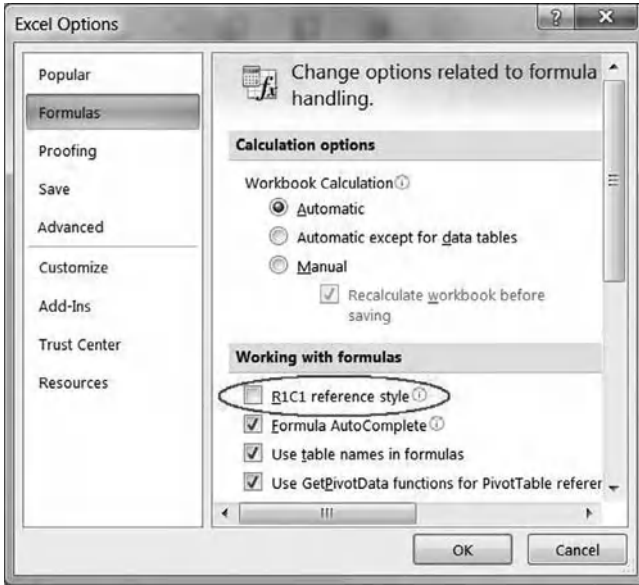 Excel Options
Popular
Formulas
Proofing
Save
Advanced
Customize
Add-Ins
Trust Center
Resources
Change options related to formula
handling.
Calculation options
Workbook Calculation
Automatic
Automatic except for data tables
Manual
Recalculate workbook before
saving
Working with formulas
R1C1 reference style
Formula AutoComplete
Use table names in formulas
Use GetPivotData functions for PivotTable referer
OK
Cancel